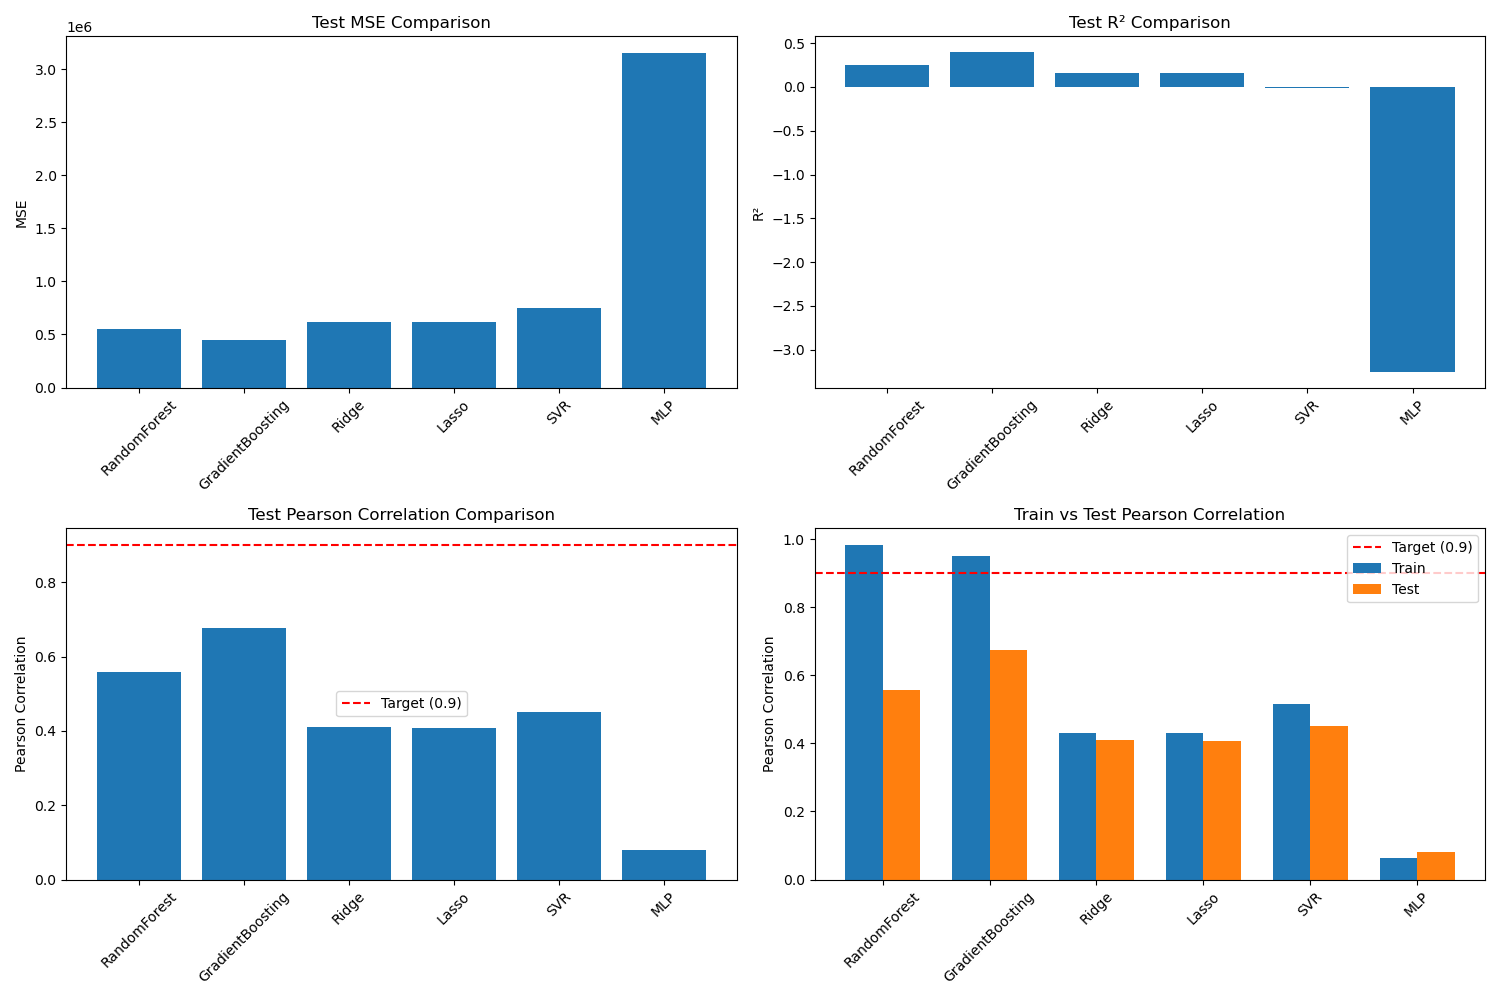 Test MSE Comparison
1e6
3.0
2.5
2.0
1.5
1.0
0.5
0.0
MSE
RandomForest
GradientBoosting
Ridge
Lasso
SVR
MLP
Test R² Comparison
0.5
0.0
−0.5
−1.0
−1.5
−2.0
−2.5
−3.0
R²
RandomForest
GradientBoosting
Ridge
Lasso
SVR
MLP
Test Pearson Correlation Comparison
0.8
0.6
0.4
0.2
0.0
Pearson Correlation
Target (0.9)
RandomForest
GradientBoosting
Ridge
Lasso
SVR
MLP
Train vs Test Pearson Correlation
1.0
0.8
0.6
0.4
0.2
0.0
Pearson Correlation
Target (0.9)
Train
Test
RandomForest
GradientBoosting
Ridge
Lasso
SVR
MLP